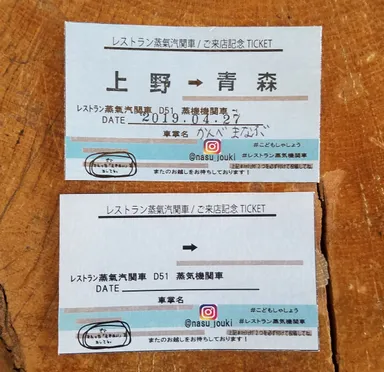 レストラン蒸氣汽関車/ご来店記念 TICKET
上野 ➡ 青森
レストラン蒸氣汽関車 D51 蒸機機関車
DATE 2019.04.27
車掌名 かんべ まなぶ
@nasu_jouki
#こどもしゃしょう
#レストラン蒸気機関車
またのお越しをお待ちしております!
レストラン蒸氣汽関車/ご来店記念 TICKET
➡
レストラン蒸氣汽関車 D51 蒸気機関車
DATE
車掌名
@nasu_jouki
#こどもしゃしょう
#レストラン蒸気機関車
またのお越しをお待ちしております!